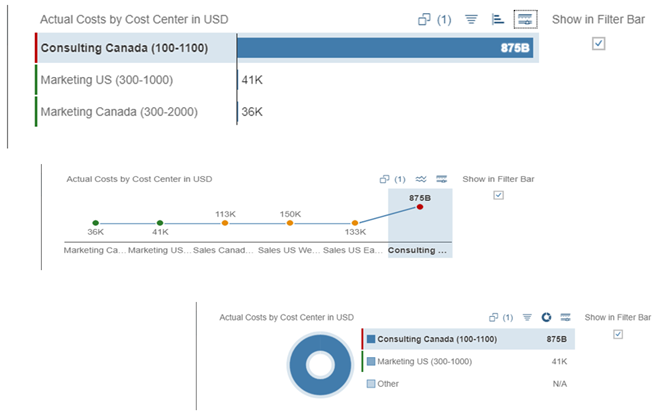 Actual Costs by Cost Center in USD (1) Show in Filter Bar
Consulting Canada (100-1100) 875B
Marketing US (300-1000) 41K
Marketing Canada (300-2000) 36K
Actual Costs by Cost Center in USD (1) Show in Filter Bar
875B
113K 150K
36K 41K 133K
Marketing Ca... Marketing US... Sales Canad... Sales US We... Sales US Ea... Consulting ...
Actual Costs by Cost Center in USD (1) Show in Filter Bar
Consulting Canada (100-1100) 875B
Marketing US (300-1000) 41K
Other N/A